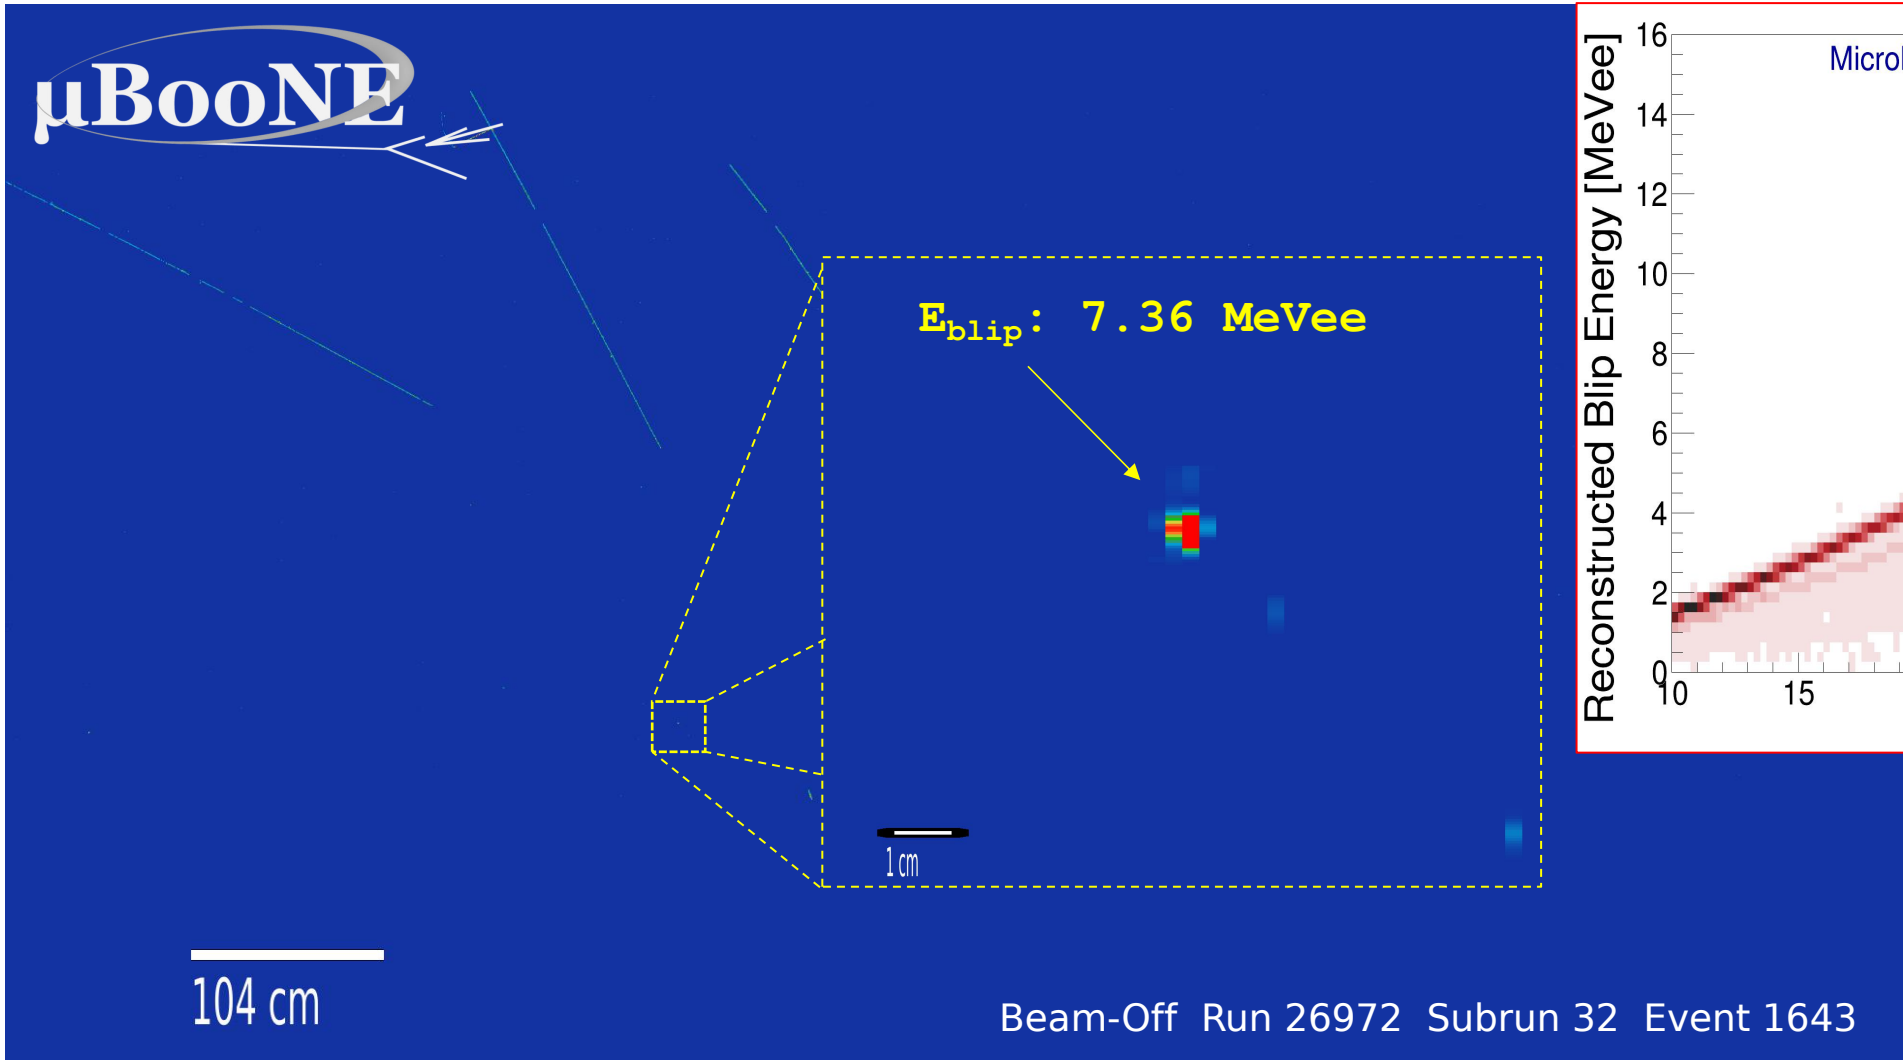 µBooNE
E_blip: 7.36 MeVee
1 cm
104 cm
Beam-Off Run 26972 Subrun 32 Event 1643
Reconstructed Blip Energy [MeVee]
16
14
12
10
8
6
4
2
0
10 15